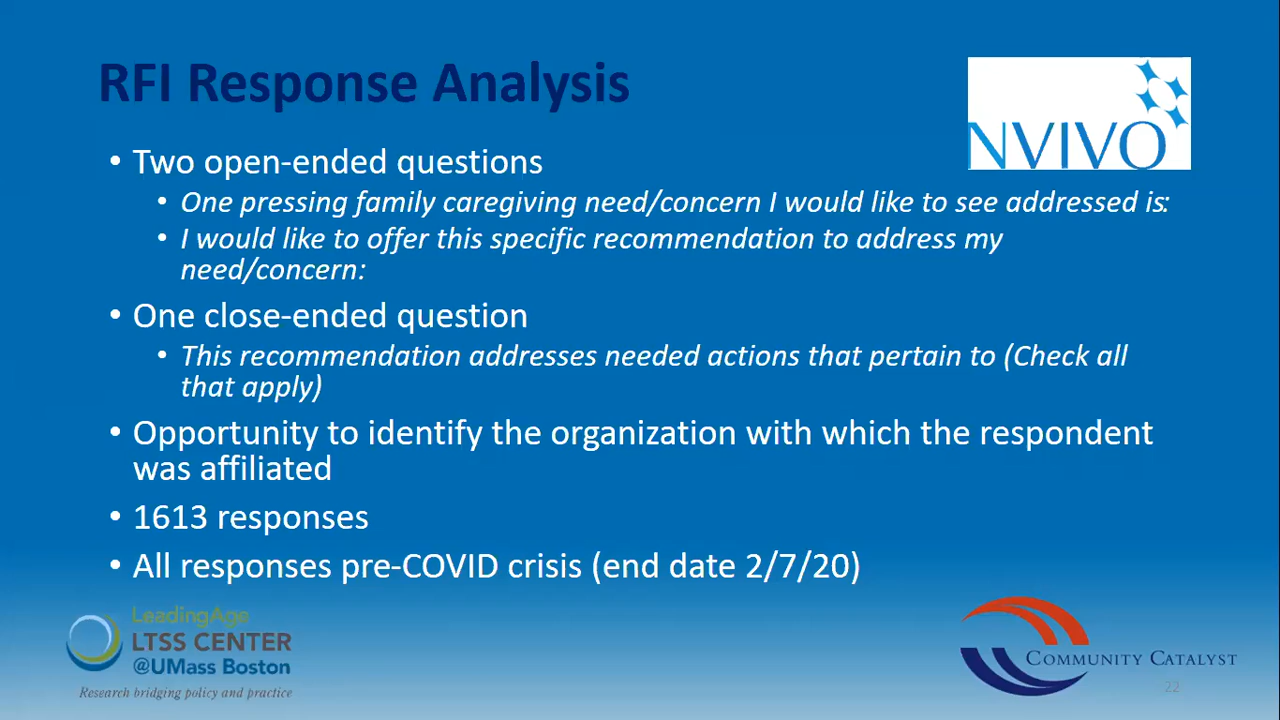 RFI Response Analysis
NVIVO
• Two open-ended questions
• One pressing family caregiving need/concern I would like to see addressed is:
• I would like to offer this specific recommendation to address my
need/concern:
• One close-ended question
• This recommendation addresses needed actions that pertain to (Check all
that apply)
• Opportunity to identify the organization with which the respondent
was affiliated
• 1613 responses
• All responses pre-COVID crisis (end date 2/7/20)
LeadingAge
LTSS CENTER
@UMass Boston
Research bridging policy and practice
COMMUNITY CATALYST
22